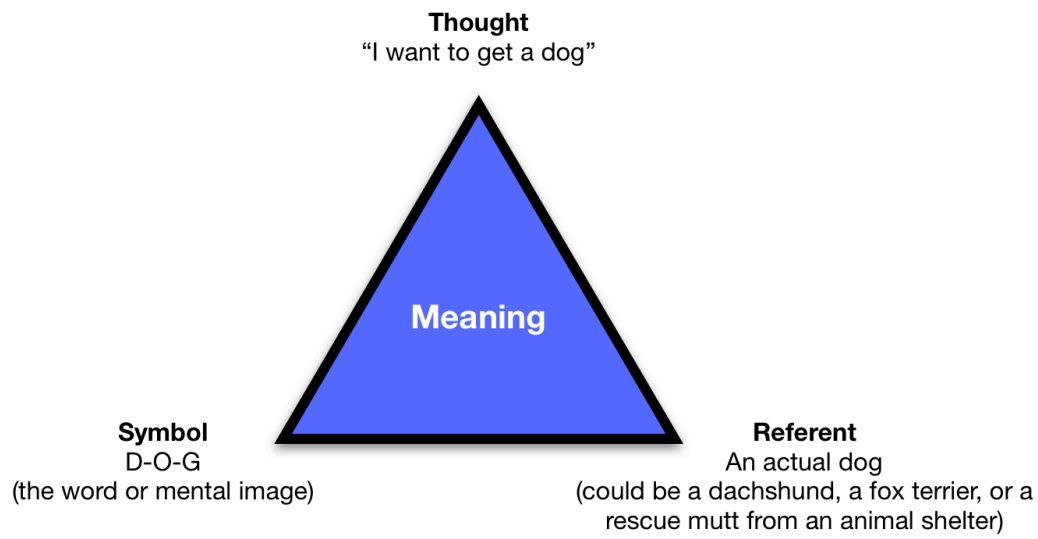 Thought
“I want to get a dog”
Meaning
Symbol
D-O-G
(the word or mental image)
Referent
An actual dog
(could be a dachshund, a fox terrier, or a
rescue mutt from an animal shelter)